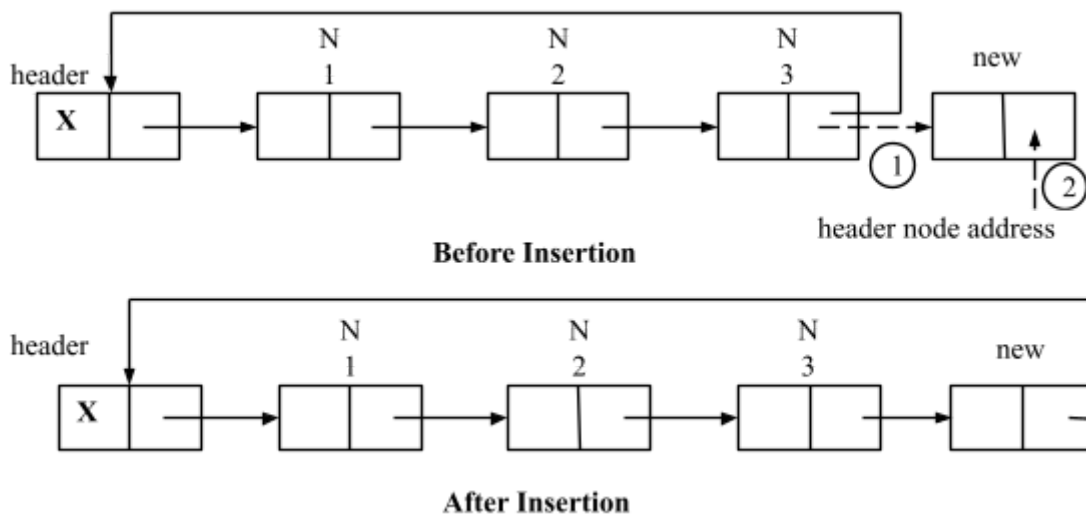 N N N
header 1 2 3 new
X
1
2
header node address
Before Insertion
N N
header N 3 new
1 2
X
After Insertion